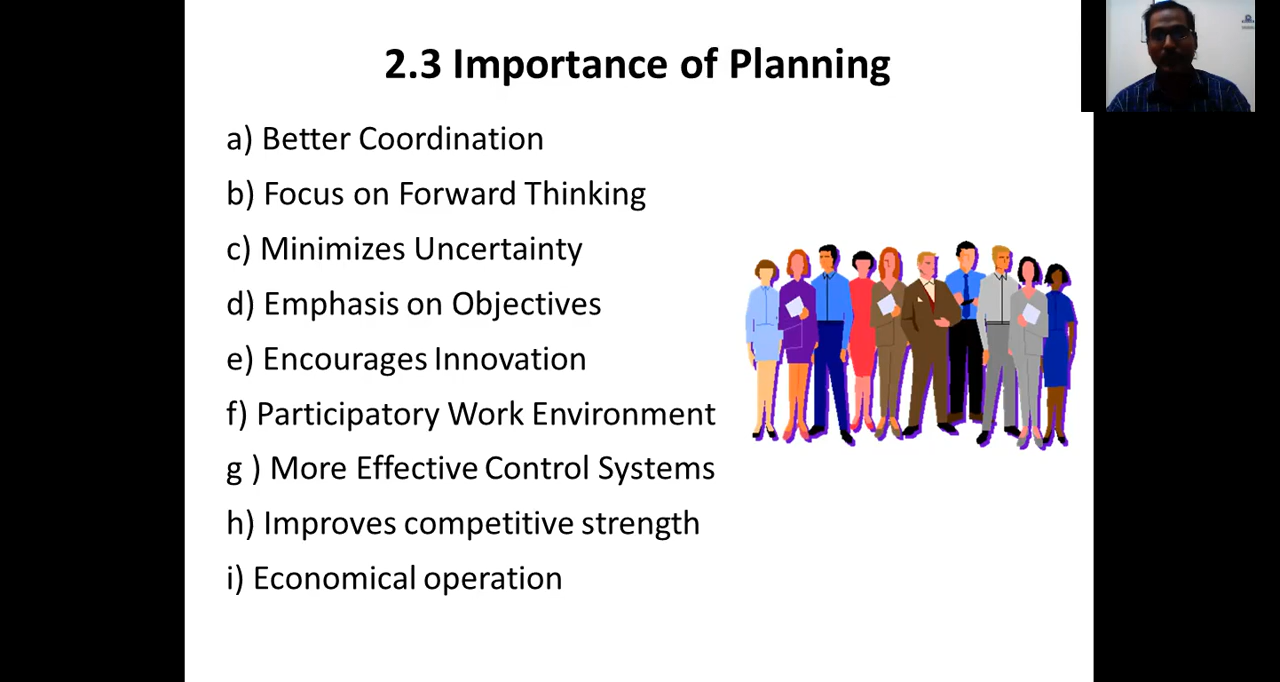 2.3 Importance of Planning
a) Better Coordination
b) Focus on Forward Thinking
c) Minimizes Uncertainty
d) Emphasis on Objectives
e) Encourages Innovation
f) Participatory Work Environment
g ) More Effective Control Systems
h) Improves competitive strength
i) Economical operation